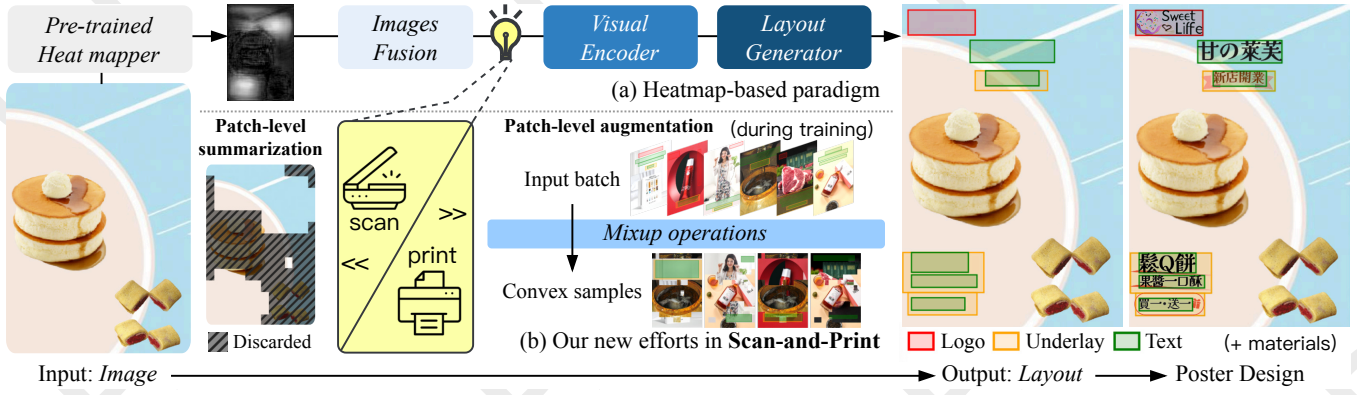 Pre-trained
Heat mapper
Images
Fusion
Visual
Encoder
Layout
Generator
(a) Heatmap-based paradigm
Patch-level
summarization
Discarded
scan
>>
<<
print
Patch-level augmentation (during training)
Input batch
Mixup operations
Convex samples
(b) Our new efforts in Scan-and-Print
Sweet
Liffe
甘の萊芙
新店開業
鬆Q餅
果醬一口酥
買一·送一
Logo Underlay Text (+ materials)
Input: Image
Output: Layout
Poster Design